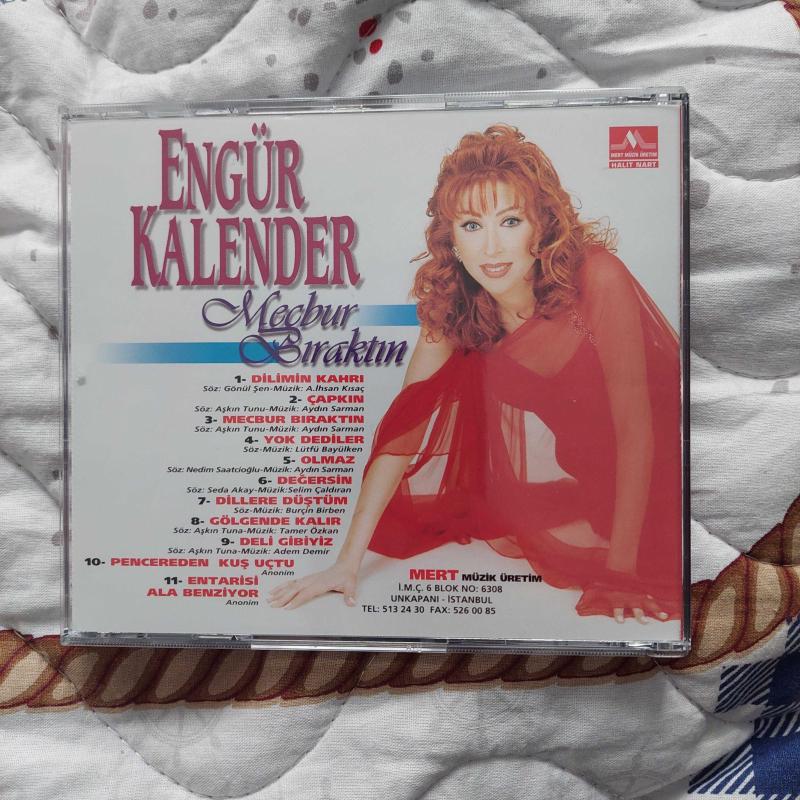 ENGÜR
KALENDER
Mecbur
Bıraktın
MERT MÜZİK ÜRETİM
HALİT NART
1- DİLİMİN KAHRI
Söz: Gönül Şen-Müzik: A.İhsan Kısaç
2- ÇAPKIN
Söz: Aşkın Tunu-Müzik: Aydın Sarman
3- MECBUR BIRAKTIN
Söz: Aşkın Tunu-Müzik: Aydın Sarman
4- YOK DEDİLER
Söz-Müzik: Lütfü Bayülken
5- OLMAZ
Söz: Nedim Saatcioğlu-Müzik: Aydın Sarman
6- DEĞERSİN
Söz: Seda Akay-Müzik:Selim Çaldıran
7- DİLLERE DÜŞTÜM
Söz-Müzik: Burçin Birben
8- GÖLGENDE KALIR
Söz: Aşkın Tuna-Müzik: Tamer Özkan
9- DELİ GİBİYİZ
Söz: Aşkın Tuna-Müzik: Adem Demir
10- PENCEREDEN KUŞ UÇTU
Anonim
11- ENTARİSİ
ALA BENZİYOR
Anonim
MERT MÜZİK ÜRETİM
İ.M.Ç. 6 BLOK NO: 6308
UNKAPANI - İSTANBUL
TEL: 513 24 30 FAX: 526 00 85